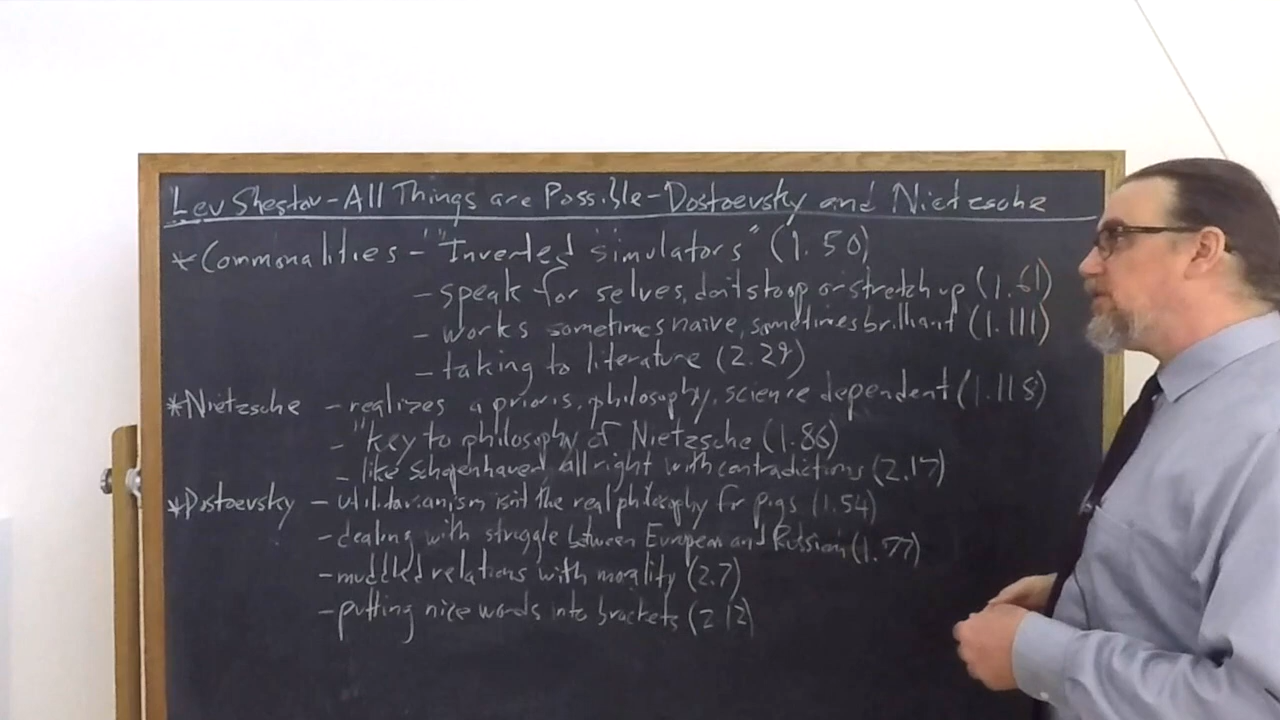 Lev Shestov - All Things are Possible - Dostoevsky and Nietzsche
* Commonalities - "Inverted Simulators" (1.50)
- speak for selves, don't stoop or stretch up (1.61)
- works sometimes naive, sometimes brilliant (1.111)
- taking to literature (2.29)
* Nietzsche - realizes a prioris, philosophy, science dependent (1.118)
- "key to philosophy of Nietzsche (1.86)
- like Schopenhauer, all right with contradictions (2.17)
* Dostoevsky - utilitarianism isn't the real philosophy for pigs (1.54)
- dealing with struggle between European and Russian (1.77)
- muddled relations with morality (2.7)
- putting nice words into brackets (2.12)